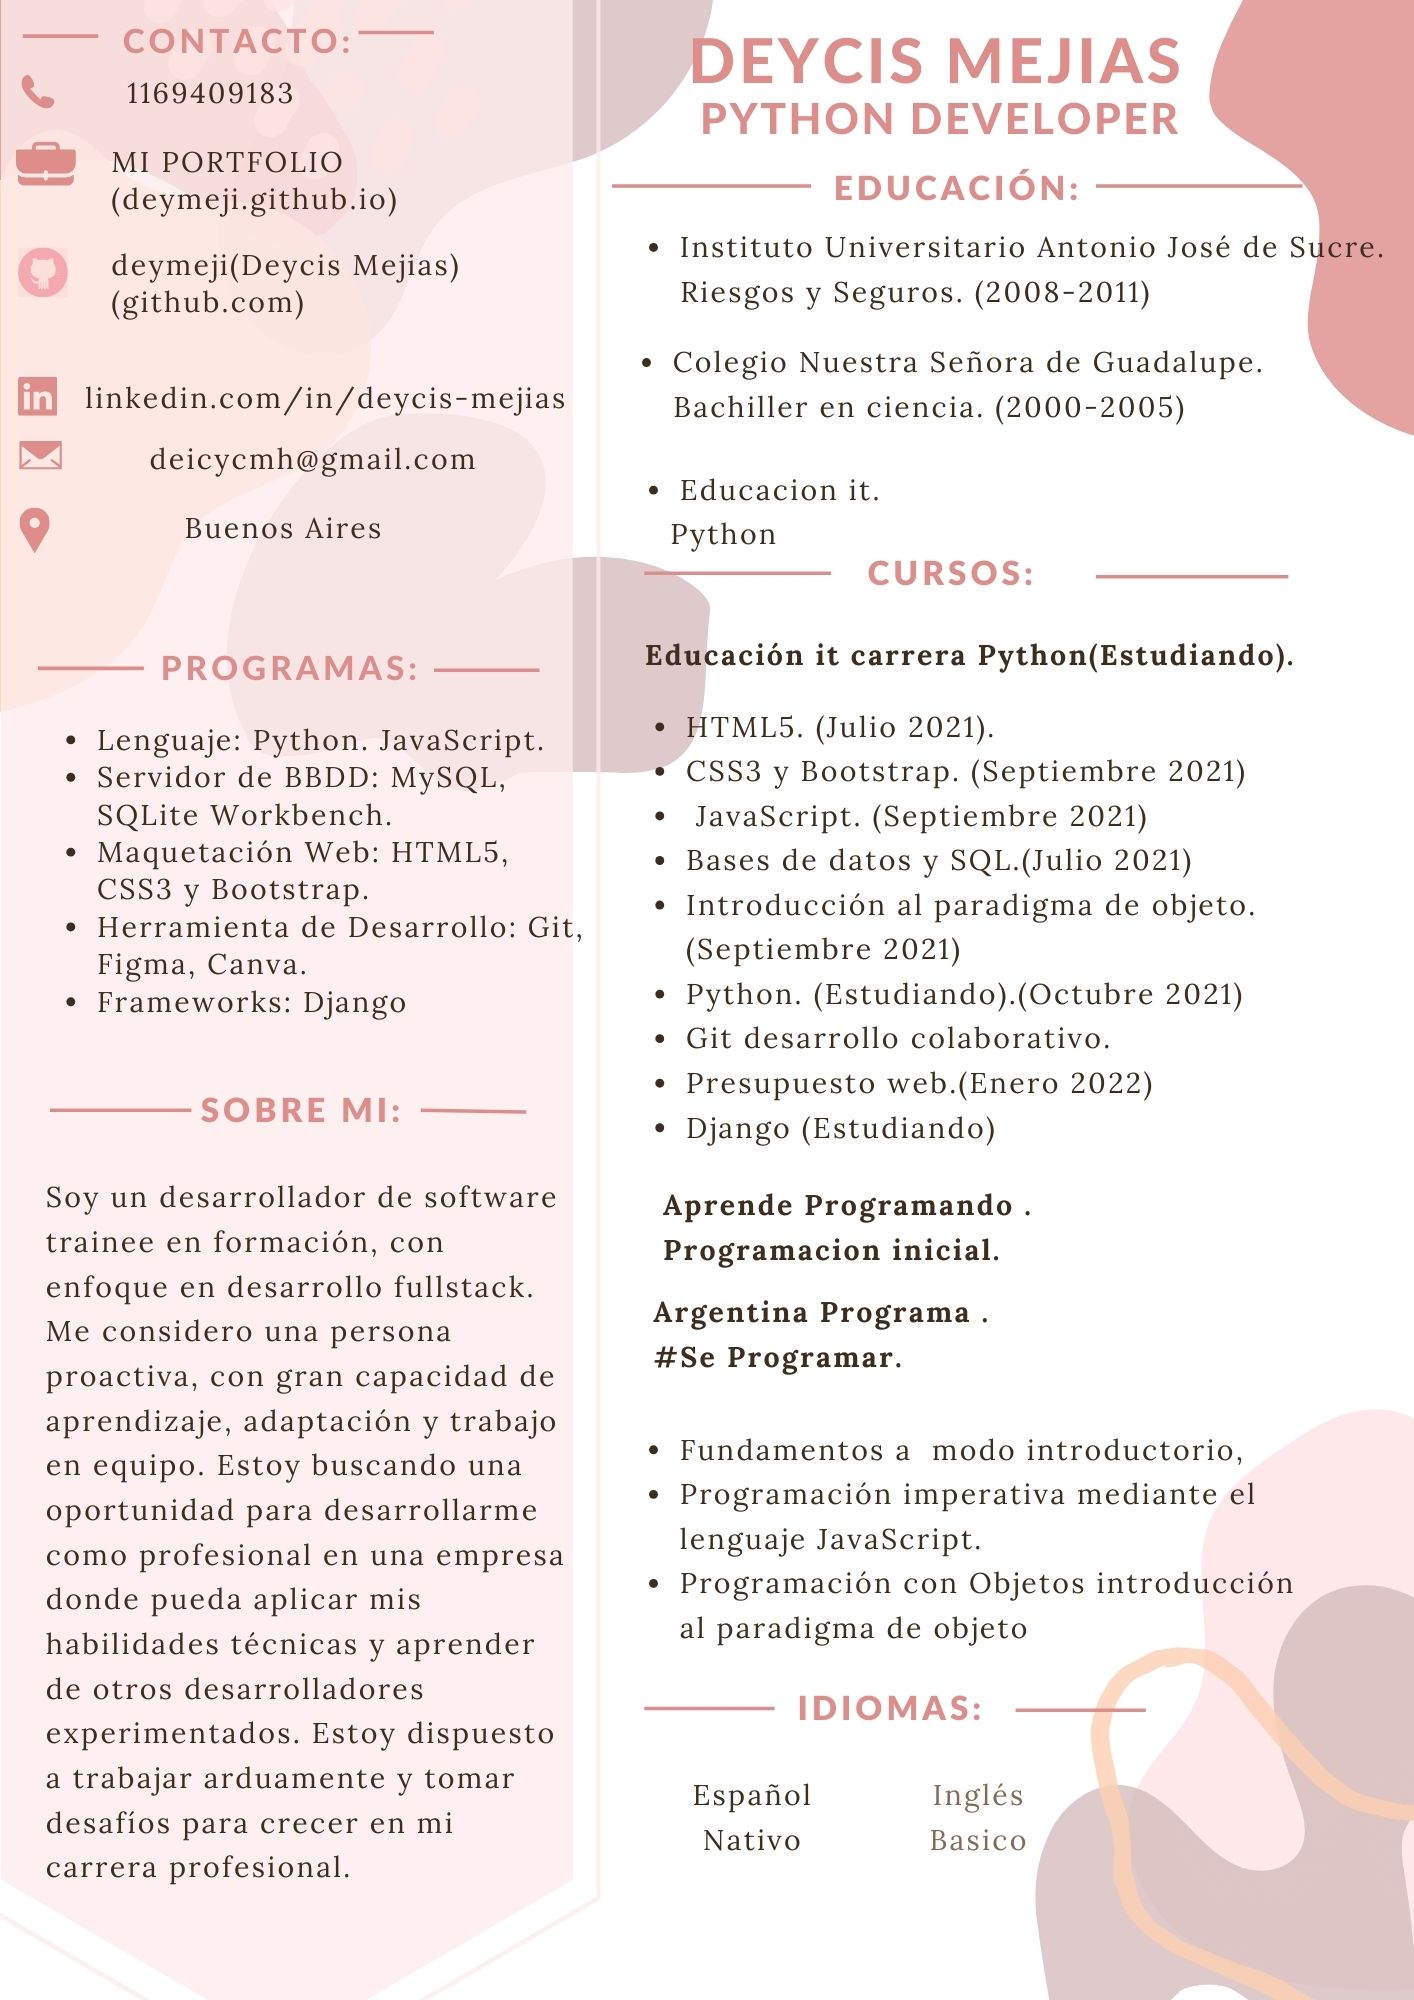 CONTACTO:
1169409183
MI PORTFOLIO
(deymeji.github.io)
deymeji(Deycis Mejias)
(github.com)
linkedin.com/in/deycis-mejias
deicycmh@gmail.com
Buenos Aires
PROGRAMAS:
• Lenguaje: Python. JavaScript.
• Servidor de BBDD: MySQL,
SQLite Workbench.
• Maquetación Web: HTML5,
CSS3 y Bootstrap.
• Herramienta de Desarrollo: Git,
Figma, Canva.
• Frameworks: Django
SOBRE MI:
Soy un desarrollador de software
trainee en formación, con
enfoque en desarrollo fullstack.
Me considero una persona
proactiva, con gran capacidad de
aprendizaje, adaptación y trabajo
en equipo. Estoy buscando una
oportunidad para desarrollarme
como profesional en una empresa
donde pueda aplicar mis
habilidades técnicas y aprender
de otros desarrolladores
experimentados. Estoy dispuesto
a trabajar arduamente y tomar
desafíos para crecer en mi
carrera profesional.
DEYCIS MEJIAS
PYTHON DEVELOPER
EDUCACIÓN:
• Instituto Universitario Antonio José de Sucre.
Riesgos y Seguros. (2008-2011)
• Colegio Nuestra Señora de Guadalupe.
Bachiller en ciencia. (2000-2005)
• Educacion it.
Python
CURSOS:
Educación it carrera Python(Estudiando).
• HTML5. (Julio 2021).
• CSS3 y Bootstrap. (Septiembre 2021)
• JavaScript. (Septiembre 2021)
• Bases de datos y SQL.(Julio 2021)
• Introducción al paradigma de objeto.
(Septiembre 2021)
• Python. (Estudiando).(Octubre 2021)
• Git desarrollo colaborativo.
• Presupuesto web.(Enero 2022)
• Django (Estudiando)
Aprende Programando .
Programacion inicial.
Argentina Programa .
#Se Programar.
• Fundamentos a modo introductorio,
• Programación imperativa mediante el
lenguaje JavaScript.
• Programación con Objetos introducción
al paradigma de objeto
IDIOMAS:
Español Inglés
Nativo Basico